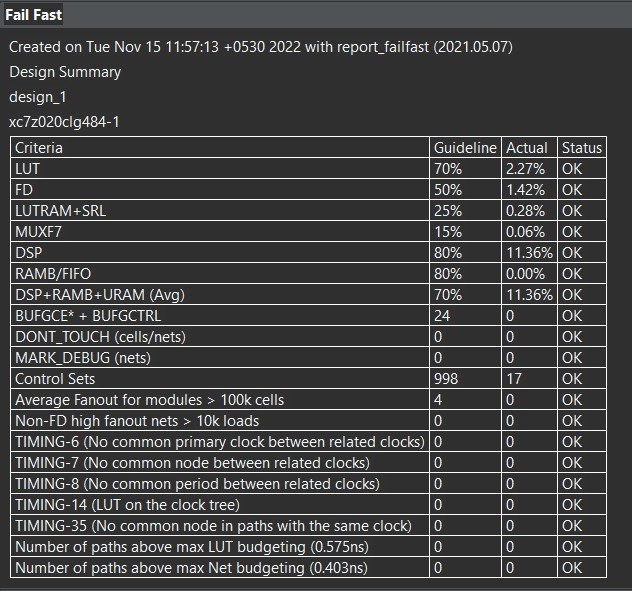 Fail Fast
Created on Tue Nov 15 11:57:13 +0530 2022 with report_failfast (2021.05.07)
Design Summary
design_1
xc7z020clg484-1
Criteria Guideline Actual Status
LUT 70% 2.27% OK
FD 50% 1.42% OK
LUTRAM+SRL 25% 0.28% OK
MUXF7 15% 0.06% OK
DSP 80% 11.36% OK
RAMB/FIFO 80% 0.00% OK
DSP+RAMB+URAM (Avg) 70% 11.36% OK
BUFGCE* + BUFGCTRL 24 0 OK
DONT_TOUCH (cells/nets) 0 0 OK
MARK_DEBUG (nets) 0 0 OK
Control Sets 998 17 OK
Average Fanout for modules > 100k cells 4 0 OK
Non-FD high fanout nets > 10k loads 0 0 OK
TIMING-6 (No common primary clock between related clocks) 0 0 OK
TIMING-7 (No common node between related clocks) 0 0 OK
TIMING-8 (No common period between related clocks) 0 0 OK
TIMING-14 (LUT on the clock tree) 0 0 OK
TIMING-35 (No common node in paths with the same clock) 0 0 OK
Number of paths above max LUT budgeting (0.575ns) 0 0 OK
Number of paths above max Net budgeting (0.403ns) 0 0 OK